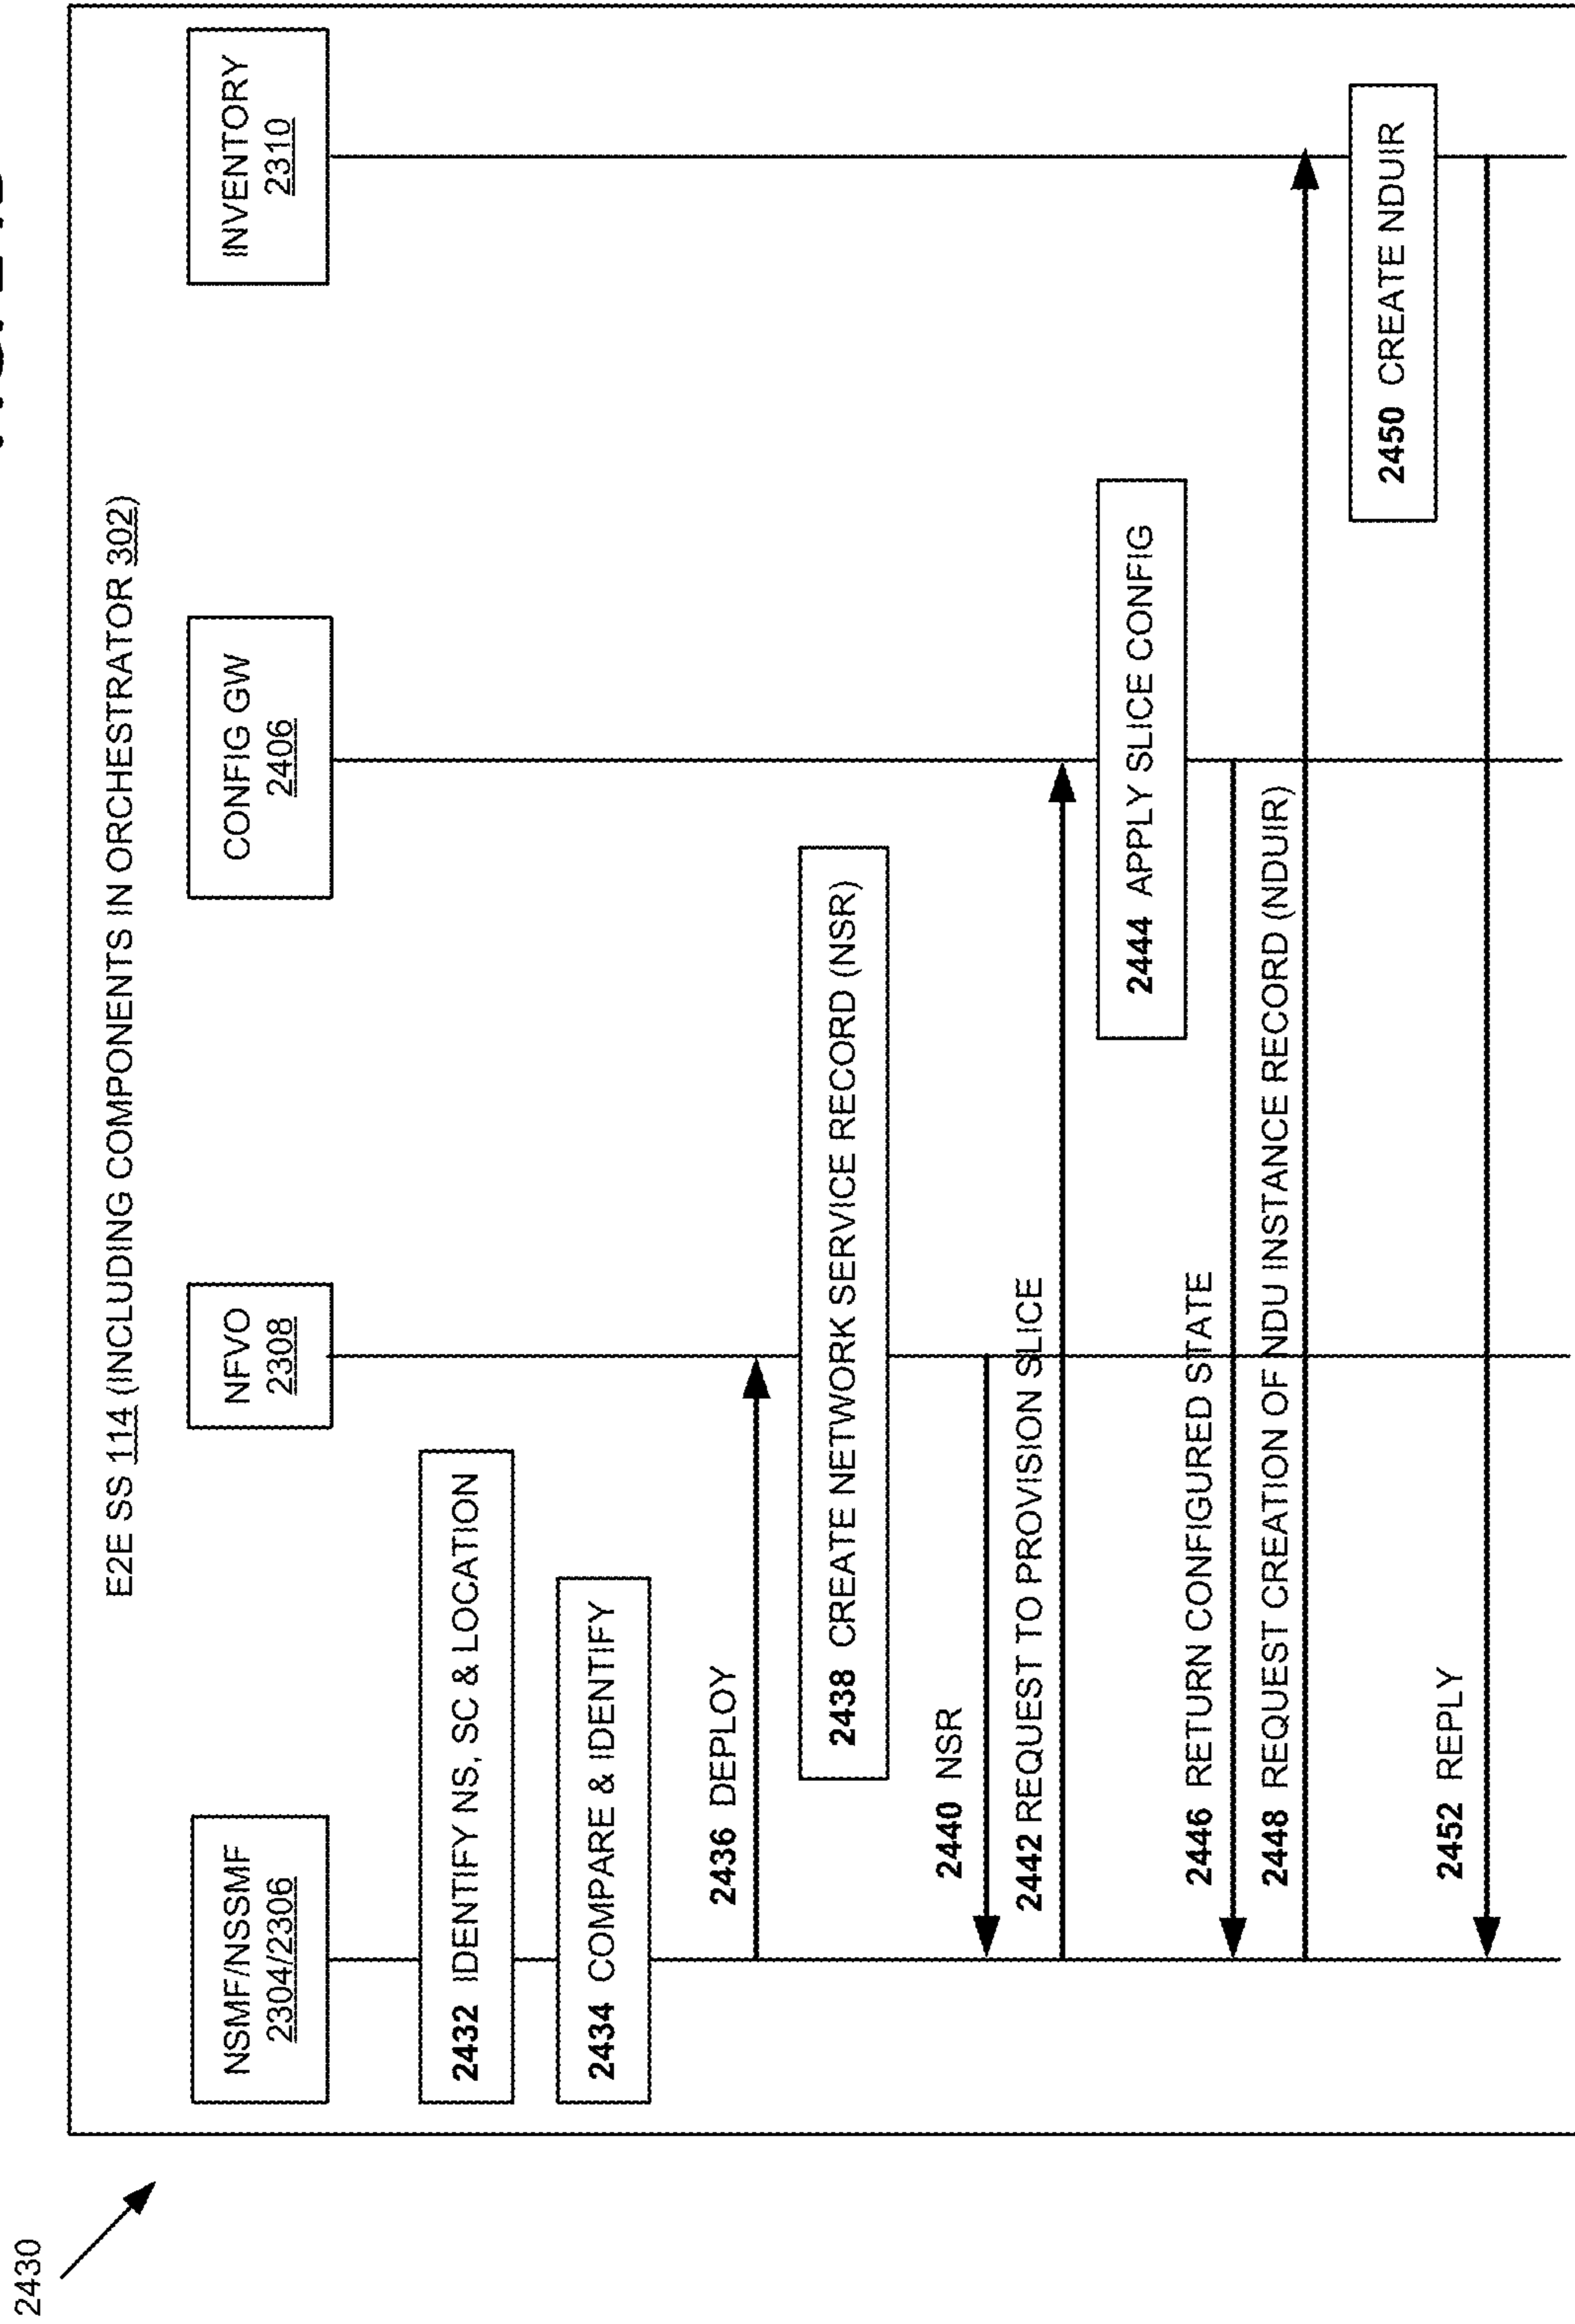 2430
E2E SS 114 (INCLUDING COMPONENTS IN ORCHESTRATOR 302)
NSMF/NSSMF
2304/2306
NFVO
2308
CONFIG GW
2406
INVENTORY
2310
2432 IDENTIFY NS, SC & LOCATION
2434 COMPARE & IDENTIFY
2436 DEPLOY
2438 CREATE NETWORK SERVICE RECORD (NSR)
2440 NSR
2442 REQUEST TO PROVISION SLICE
2444 APPLY SLICE CONFIG
2446 RETURN CONFIGURED STATE
2448 REQUEST CREATION OF NDU INSTANCE RECORD (NDUIR)
2450 CREATE NDUIR
2452 REPLY